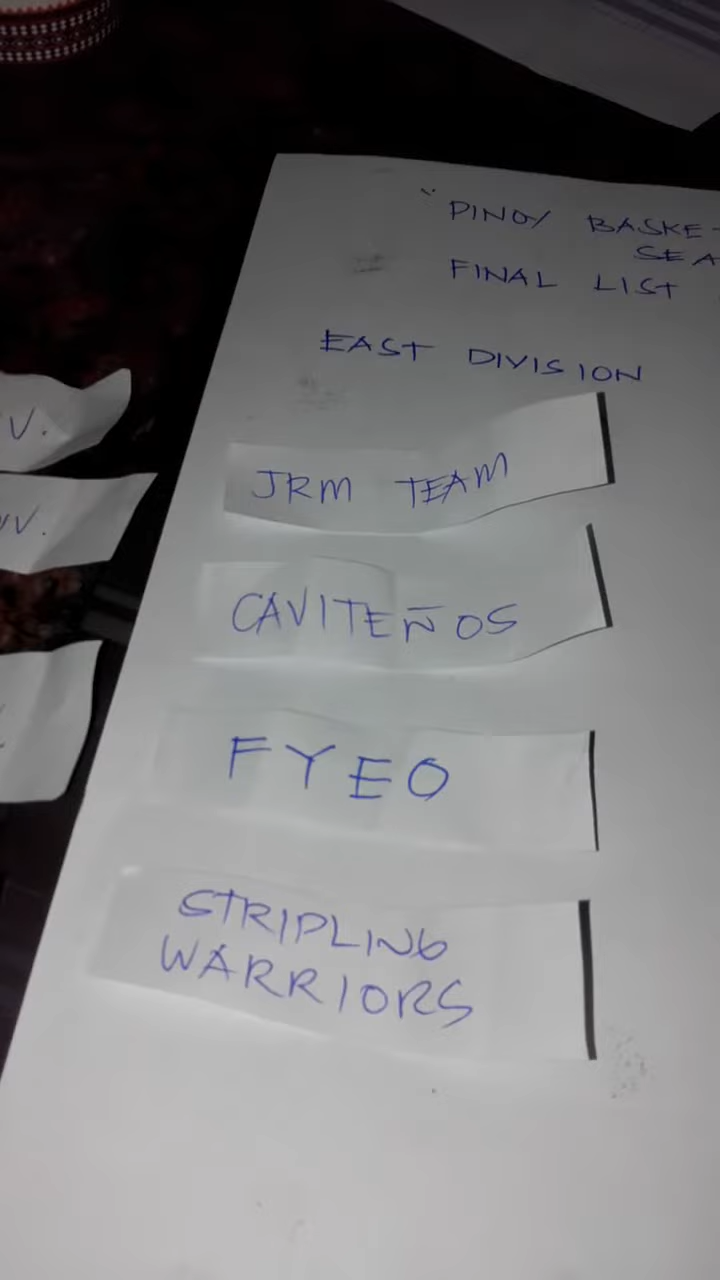 "PINOY BASKE-
SEA
FINAL LIST
EAST DIVISION
V.
JRM TEAM
V.
CAVITEÑOS
FYEO
STRIPLING
WARRIORS